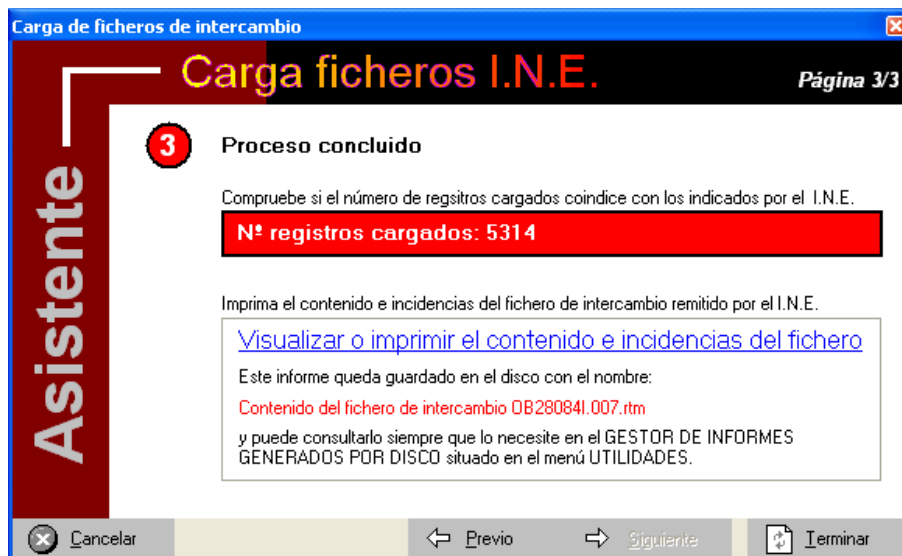 Carga de ficheros de intercambio
Carga ficheros I.N.E.
Página 3/3
Asistente
3
Proceso concluido
Compruebe si el número de regsitros cargados coindice con los indicados por el I.N.E.
Nº registros cargados: 5314
Imprima el contenido e incidencias del fichero de intercambio remitido por el I.N.E.
Visualizar o imprimir el contenido e incidencias del fichero
Este informe queda guardado en el disco con el nombre:
Contenido del fichero de intercambio OB28084I.007.rtm
y puede consultarlo siempre que lo necesite en el GESTOR DE INFORMES
GENERADOS POR DISCO situado en el menú UTILIDADES.
Cancelar
Previo
Siguiente
Terminar